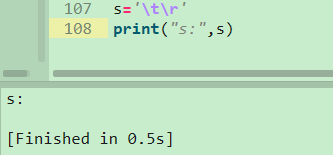 107 s='\t\r'
108 print("s:",s)
s:
[Finished in 0.5s]